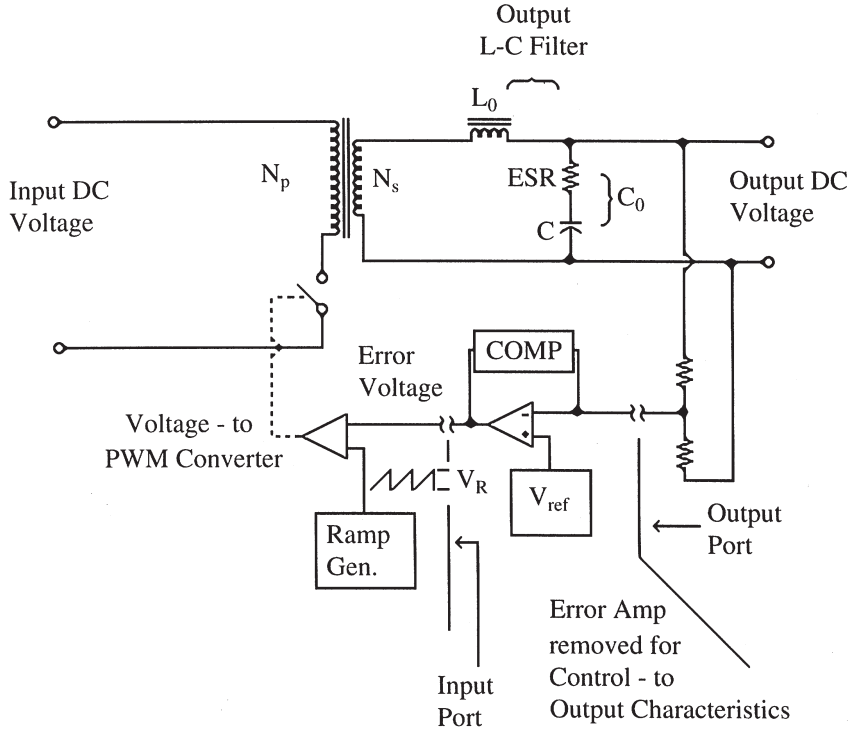 Output
L-C Filter
L0
Np
Ns
ESR
C0
C
Input DC
Voltage
Output DC
Voltage
COMP
Error
Voltage
-
+
Voltage - to
PWM Converter
VR
Vref
Ramp
Gen.
Output
Port
Error Amp
removed for
Control - to
Output Characteristics
Input
Port